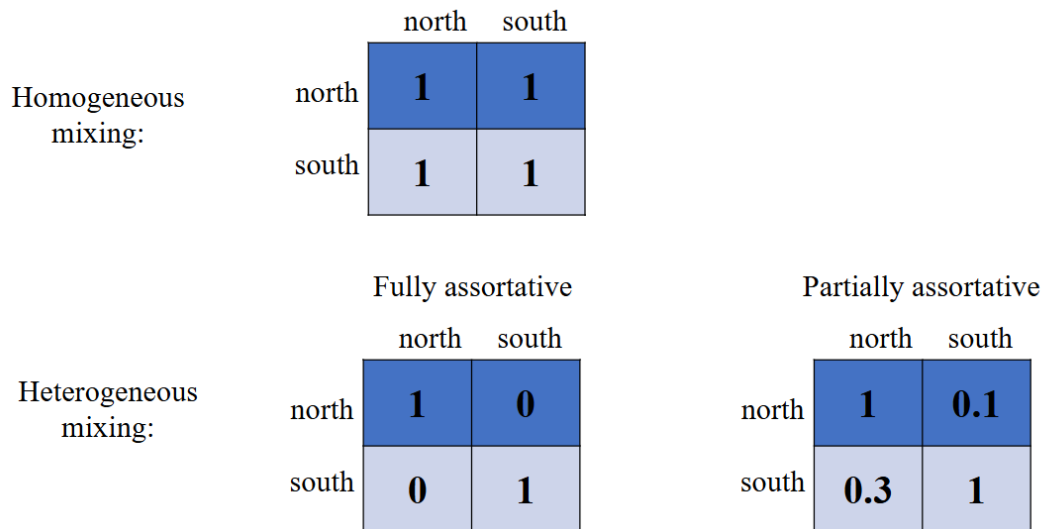 north south
Homogeneous
mixing:
north 1 1
south 1 1
Fully assortative
Partially assortative
north south
north south
Heterogeneous
mixing:
north 1 0
south 0 1
north 1 0.1
south 0.3 1